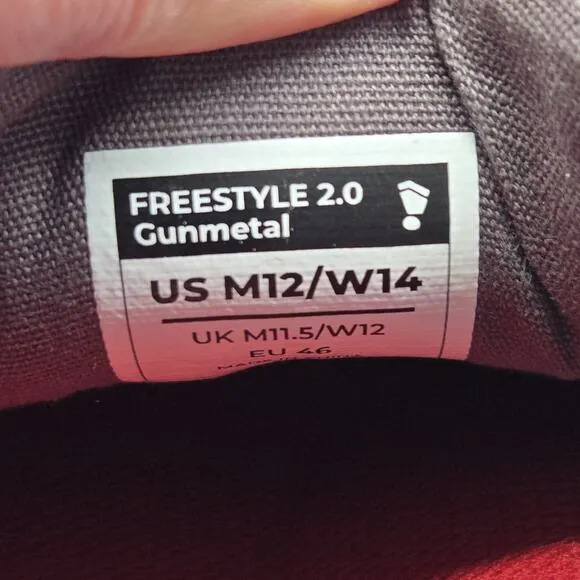 FREESTYLE 2.0
Gunmetal
US M12/W14
UK M11.5/W12
EU 46